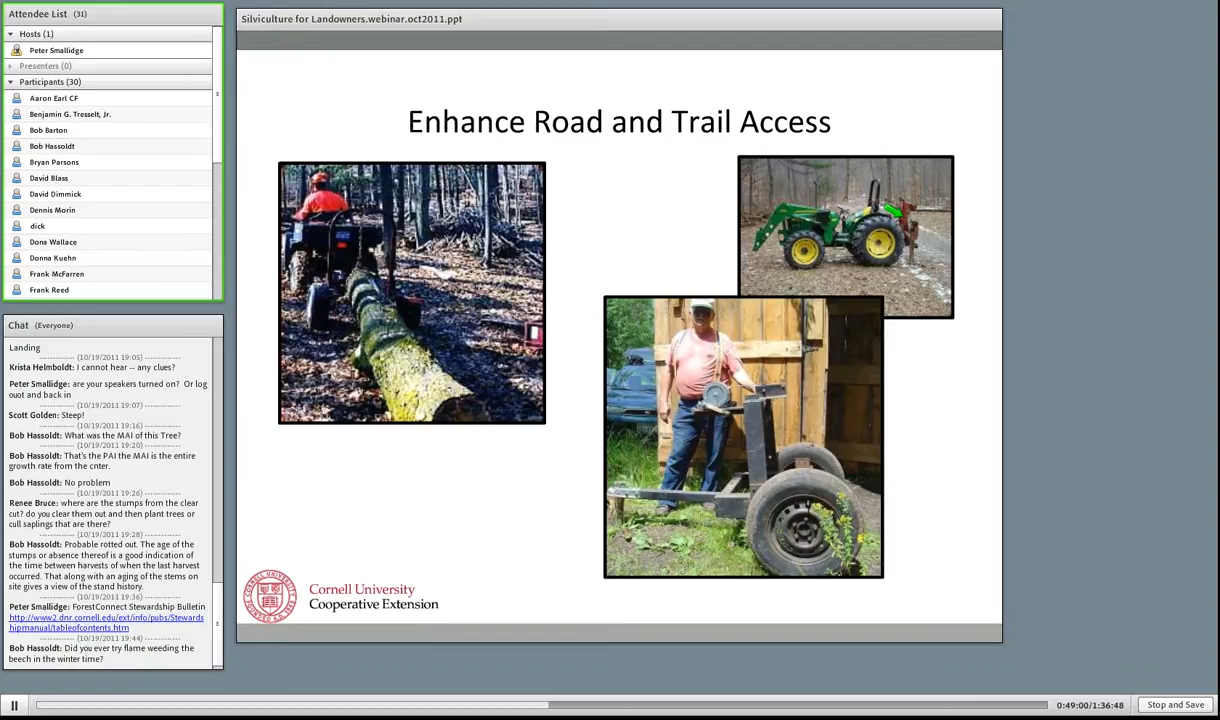 Attendee List (31)
Hosts (1)
Peter Smallidge
Presenters (0)
Participants (30)
Aaron Earl CF
Benjamin G. Tresselt, Jr.
Bob Barton
Bob Hassoldt
Bryan Parsons
David Blass
David Dimmick
Dennis Morin
dick
Dona Wallace
Donna Kuehn
Frank McFarren
Frank Reed
Chat (Everyone)
Landing
------------- (10/19/2011 19:05) -------------
Krista Helmboldt: I cannot hear -- any clues?
Peter Smallidge: are your speakers turned on? Or log
ouot and back in
------------- (10/19/2011 19:07) -------------
Scott Golden: Steep!
------------- (10/19/2011 19:16) -------------
Bob Hassoldt: What was the MAI of this Tree?
------------- (10/19/2011 19:20) -------------
Bob Hassoldt: That's the PAI the MAI is the entire
growth rate from the cnter.
Bob Hassoldt: No problem
------------- (10/19/2011 19:26) -------------
Renee Bruce: where are the stumps from the clear
cut? do you clear them out and then plant trees or
cull saplings that are there?
------------- (10/19/2011 19:28) -------------
Bob Hassoldt: Probable rotted out. The age of the
stumps or absence thereof is a good indication of
the time between harvests of when the last harvest
occurred. That along with an aging of the stems on
site gives a view of the stand history
------------- (10/19/2011 19:36) -------------
Peter Smallidge: ForestConnect Stewardship Bulletin
http://www2.dnr.cornell.edu/ext/info/pubs/Stewards
hipmanual/tableofcontents.htm
------------- (10/19/2011 19:44) -------------
Bob Hassoldt: Did you ever try flame weeding the
beech in the winter time?
Silviculture for Landowners.webinar.oct2011.ppt
Enhance Road and Trail Access
Cornell University
Cooperative Extension
0:49:00/1:36:48
Stop and Save